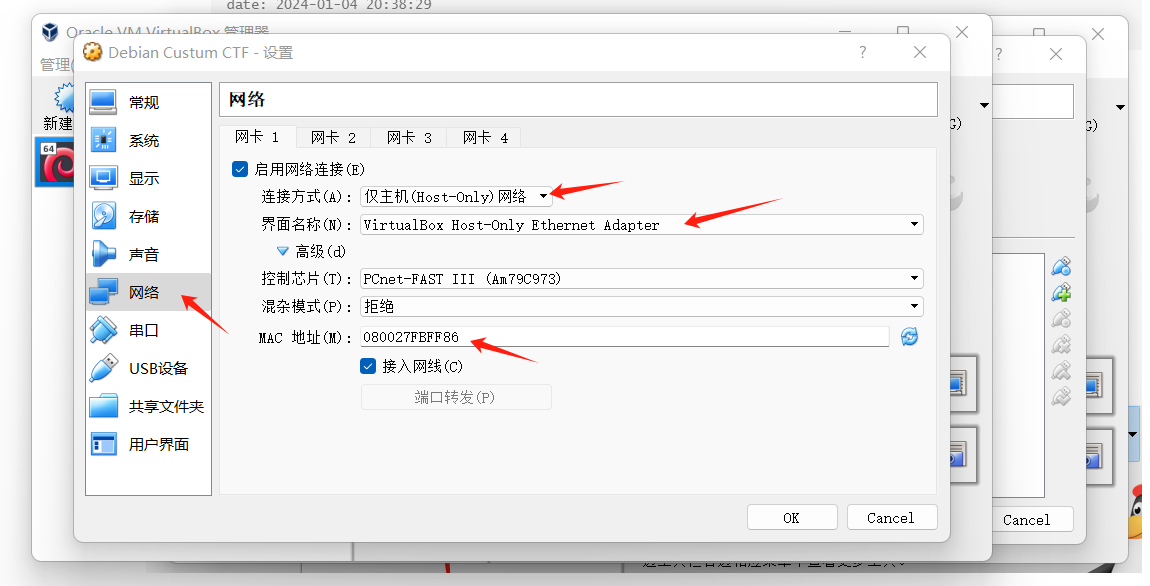 date: 2024-01-04 20:38:29
Oracle VM VirtualBox 管理器
管理(
Debian Custum CTF - 设置
?
?
新建
64
常规
系统
显示
存储
声音
网络
串口
USB设备
共享文件夹
用户界面
网络
网卡 1
网卡 2
网卡 3
网卡 4
启用网络连接(E)
连接方式(A): 仅主机(Host-Only)网络
界面名称(N): VirtualBox Host-Only Ethernet Adapter
高级(d)
控制芯片(T): PCnet-FAST III (Am79C973)
混杂模式(P): 拒绝
MAC 地址(M): 080027FBFF86
接入网线(C)
端口转发(P)
OK
Cancel
G)
G)
Cancel